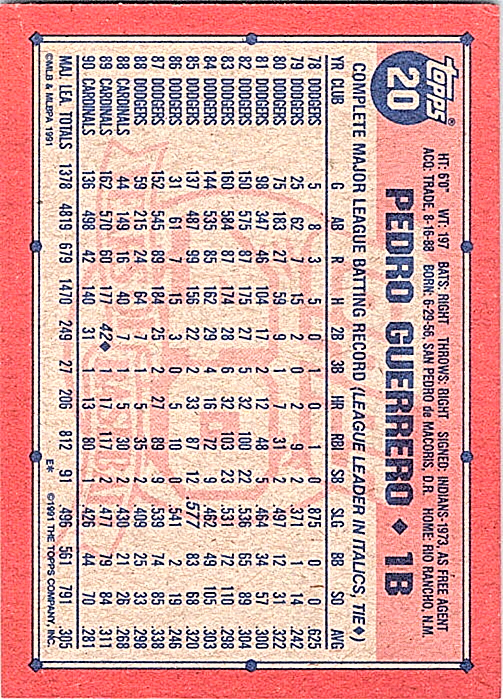 TOPPS®
20
HT: 6'0" WT: 197 BATS: RIGHT THROWS: RIGHT SIGNED: INDIANS-1973, AS FREE AGENT
ACQ: TRADE 8-16-88 BORN: 6-29-56, SAN PEDRO de MACORIS, D.R. HOME: RIO RANCHO, N.M.
PEDRO GUERRERO ◆ 1B
COMPLETE MAJOR LEAGUE BATTING RECORD (LEAGUE LEADER IN ITALICS, TIE◆)
YR CLUB G AB R H 2B 3B HR RBI SB SLG BB SO AVG
78 DODGERS 5 8 3 5 0 1 0 1 0 .875 0 0 .625
79 DODGERS 25 62 7 15 2 0 2 9 2 .371 1 14 .242
80 DODGERS 75 183 27 59 9 1 7 31 2 .497 12 31 .322
81 DODGERS 98 347 46 104 17 2 12 48 5 .464 34 57 .300
82 DODGERS 150 575 87 175 27 5 32 100 22 .536 65 89 .304
83 DODGERS 160 584 87 174 28 6 32 103 23 .531 72 110 .298
84 DODGERS 144 535 85 162 29 4 16 72 9 .462 49 105 .303
85 DODGERS 137 487 99 156 22 2 33 87 12 .577 83 68 .320
86 DODGERS 31 61 7 15 3 0 5 10 0 .541 2 19 .246
87 DODGERS 152 545 89 184 25 2 27 89 9 .539 74 85 .338
88 DODGERS 59 215 24 64 7 1 5 35 2 .409 25 33 .298
88 CARDINALS 44 149 16 40 7 1 5 30 2 .430 21 26 .268
89 CARDINALS 162 570 60 177 42◆ 1 17 117 2 .477 79 84 .311
90 CARDINALS 136 498 42 140 31 1 13 80 1 .426 44 70 .281
MAJ. LEA. TOTALS 1378 4819 679 1470 249 27 206 812 91 .496 561 791 .305
©MLB & MLBPA 1991 E* ©1991 THE TOPPS COMPANY, INC.